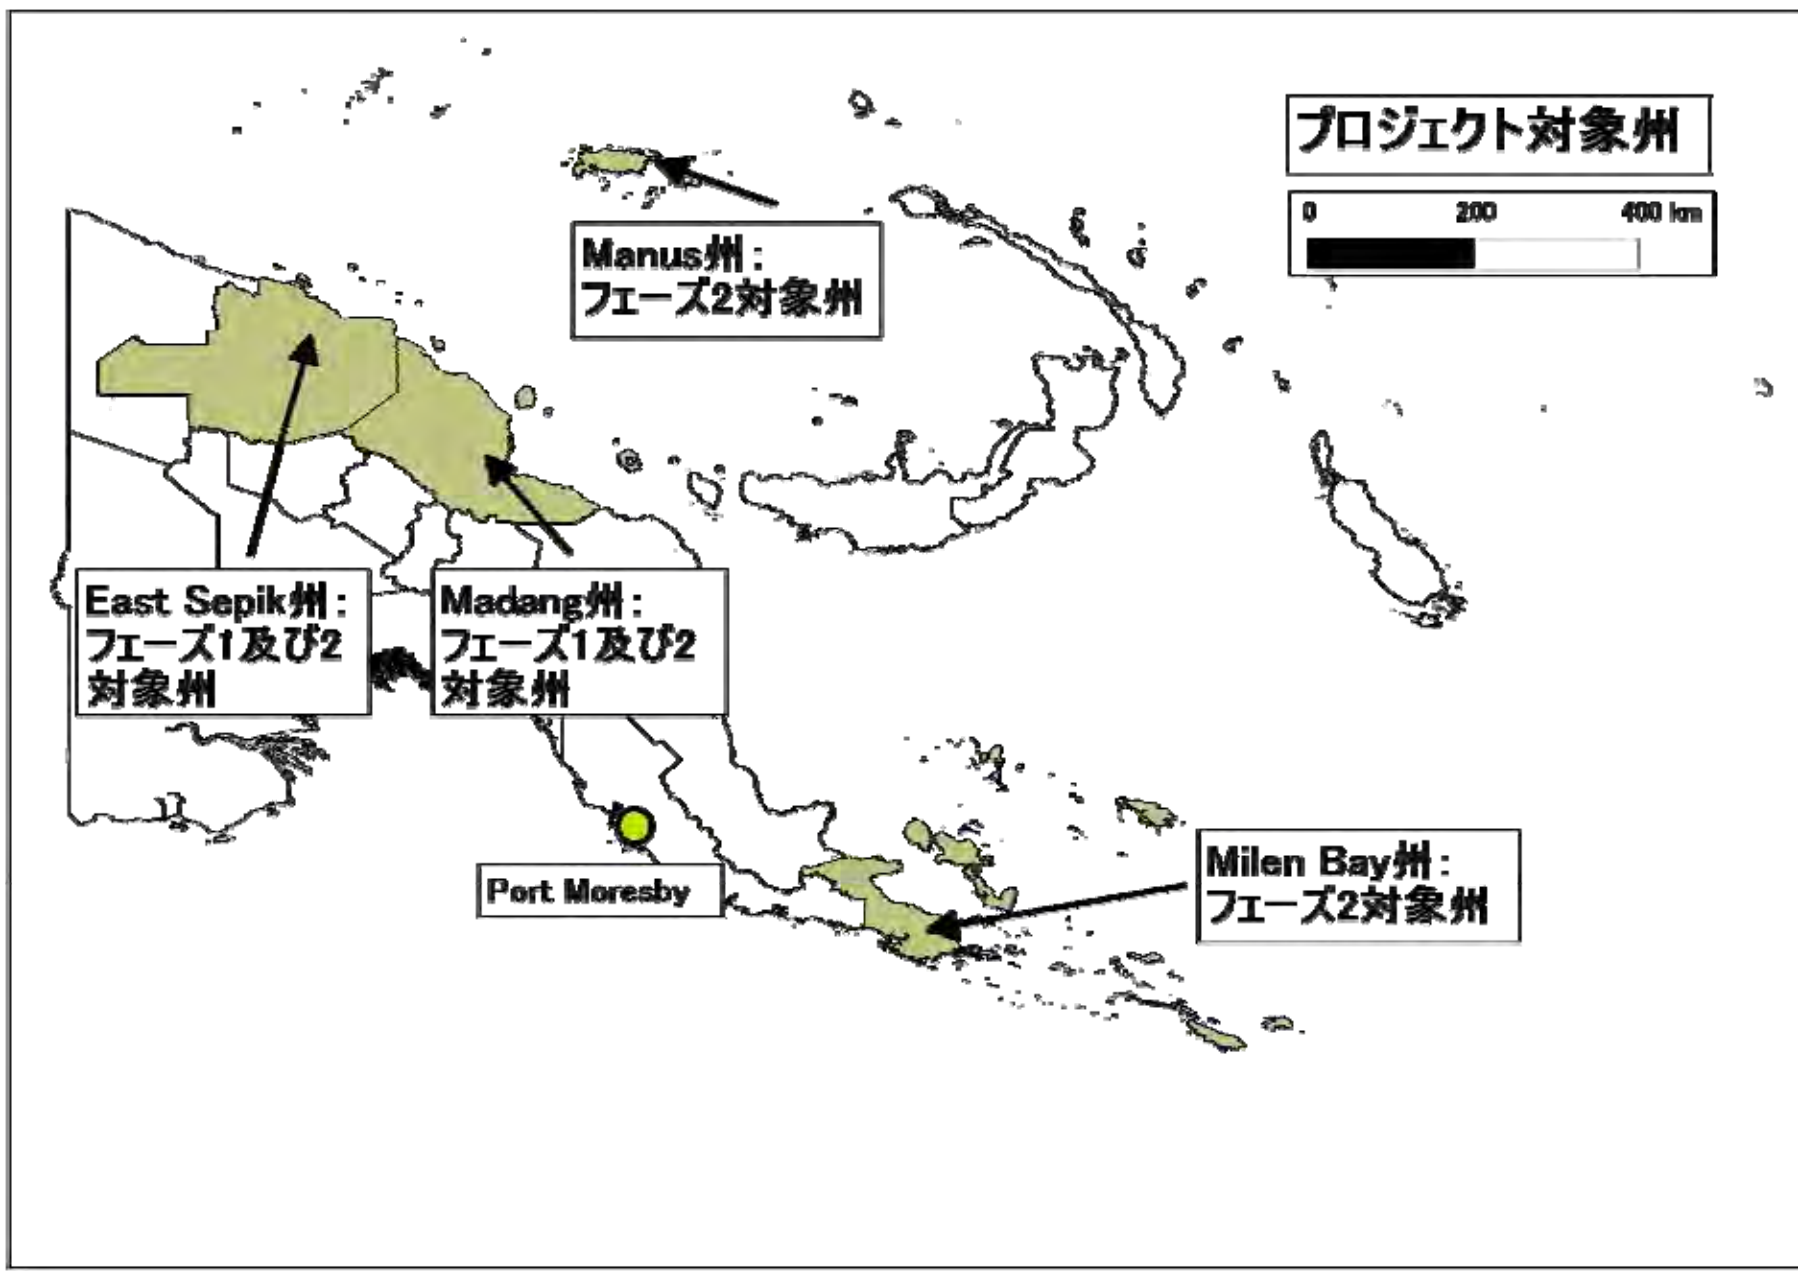 プロジェクト対象州
0 200 400 km
Manus州：
フェーズ2対象州
East Sepik州：
フェーズ1及び2
対象州
Madang州：
フェーズ1及び2
対象州
Port Moresby
Milen Bay州：
フェーズ2対象州